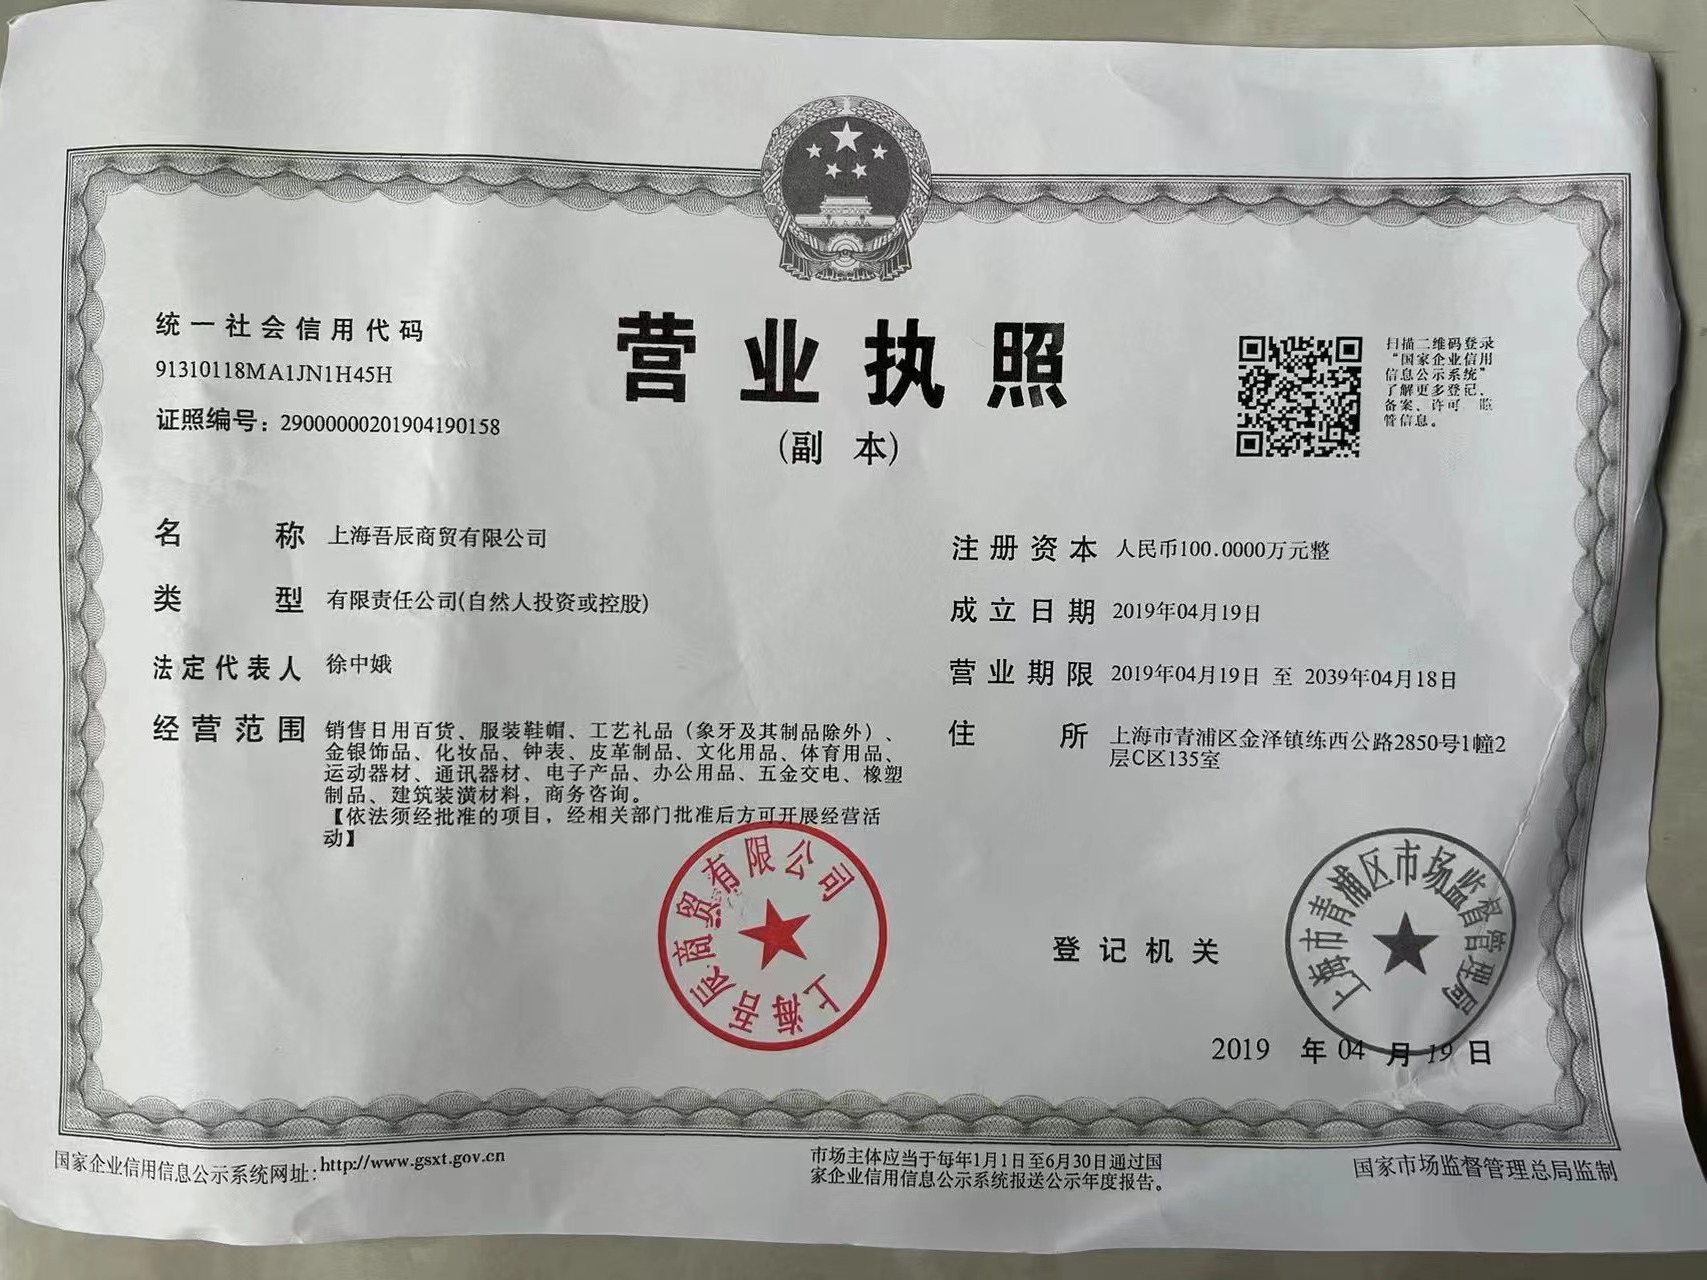 统一社会信用代码
91310118MA1JN1H45H
证照编号：29000000201904190158
营业执照
（副 本）
扫描二维码登录
“国家企业信用
信息公示系统”
了解更多登记、
备案、许可
管信息。
名 称 上海吾辰商贸有限公司
类 型 有限责任公司(自然人投资或控股)
法定代表人 徐中娥
经营范围 销售日用百货、服装鞋帽、工艺礼品（象牙及其制品除外）、
金银饰品、化妆品、钟表、皮革制品、文化用品、体育用品、
运动器材、通讯器材、电子产品、办公用品、五金交电、橡塑
制品、建筑装潢材料，商务咨询。
【依法须经批准的项目，经相关部门批准后方可开展经营活
动】
注册资本 人民币100.0000万元整
成立日期 2019年04月19日
营业期限 2019年04月19日 至 2039年04月18日
住 所 上海市青浦区金泽镇练西公路2850号1幢2
层C区135室
上海吾辰商贸有限公司
登记机关
上海市青浦区市场监督管理局
2019 年 04 月 19 日
国家企业信用信息公示系统网址：http://www.gsxt.gov.cn
市场主体应当于每年1月1日至6月30日通过国
家企业信用信息公示系统报送公示年度报告。
国家市场监督管理总局监制